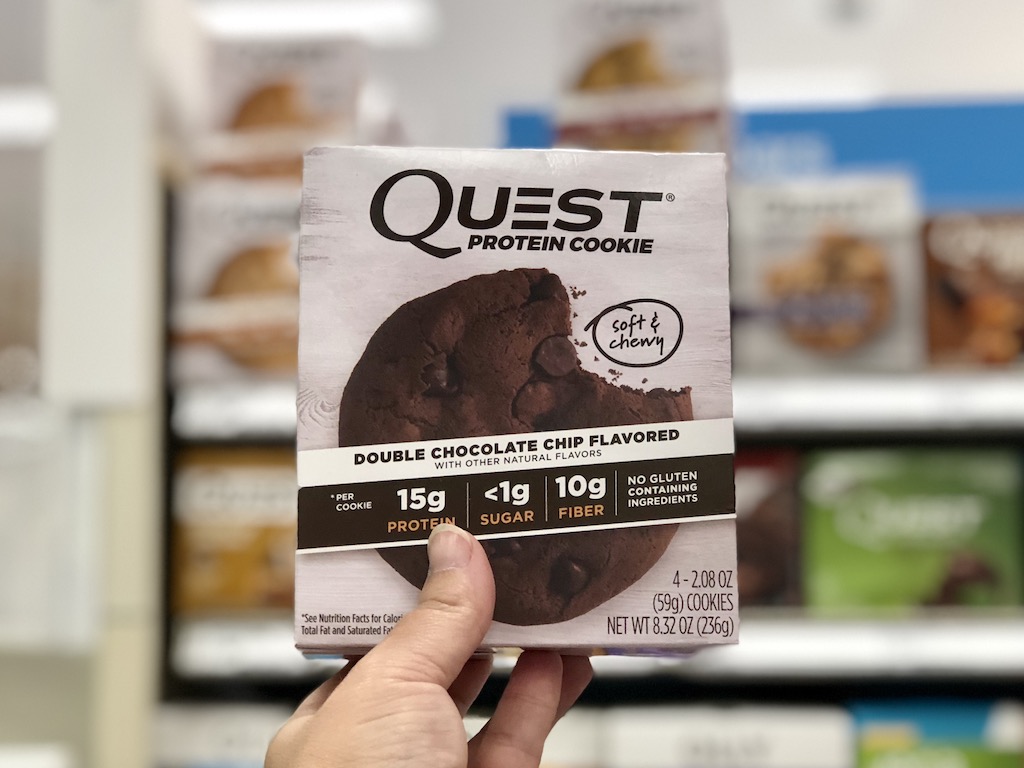 QUEST®
PROTEIN COOKIE
soft &
chewy
DOUBLE CHOCOLATE CHIP FLAVORED
WITH OTHER NATURAL FLAVORS
*PER
COOKIE
15g
PROTEIN
<1g
SUGAR
10g
FIBER
NO GLUTEN
CONTAINING
INGREDIENTS
4 - 2.08 OZ
(59g) COOKIES
NET WT 8.32 OZ (236g)
*See Nutrition Facts for
Total Fat and Saturated